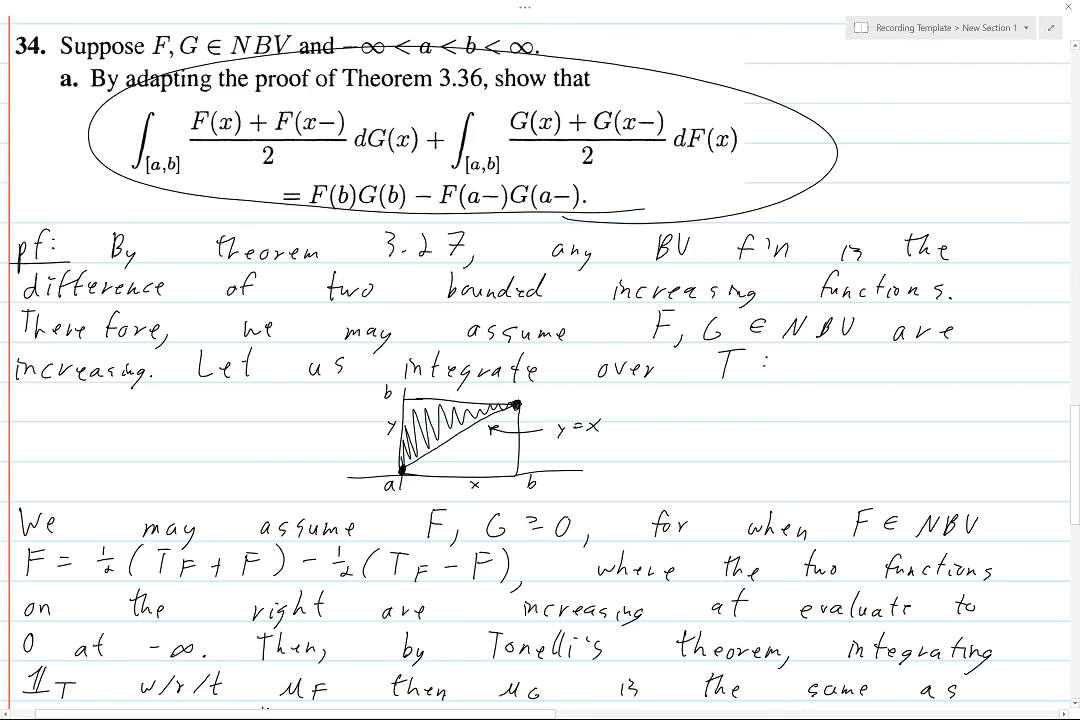 Recording Template > New Section 1
34. Suppose F, G ∈ NBV and −∞ < a < b < ∞.
a. By adapting the proof of Theorem 3.36, show that
∫_[a,b] (F(x) + F(x−))/2 dG(x) + ∫_[a,b] (G(x) + G(x−))/2 dF(x)
= F(b)G(b) − F(a−)G(a−).
pf: By theorem 3.27, any BV f'n is the
difference of two bounded increasing functions.
Therefore, we may assume F, G ∈ NBV are
increasing. Let us integrate over T:
b
y
y=x
a x b
We may assume F, G ≥ 0, for when F ∈ NBV
F = ½(T_F + F) − ½(T_F − F), where the two functions
on the right are increasing at evaluate to
0 at −∞. Then, by Tonelli's theorem, integrating
𝟙_T w/r/t μ_F then μ_G is the same as